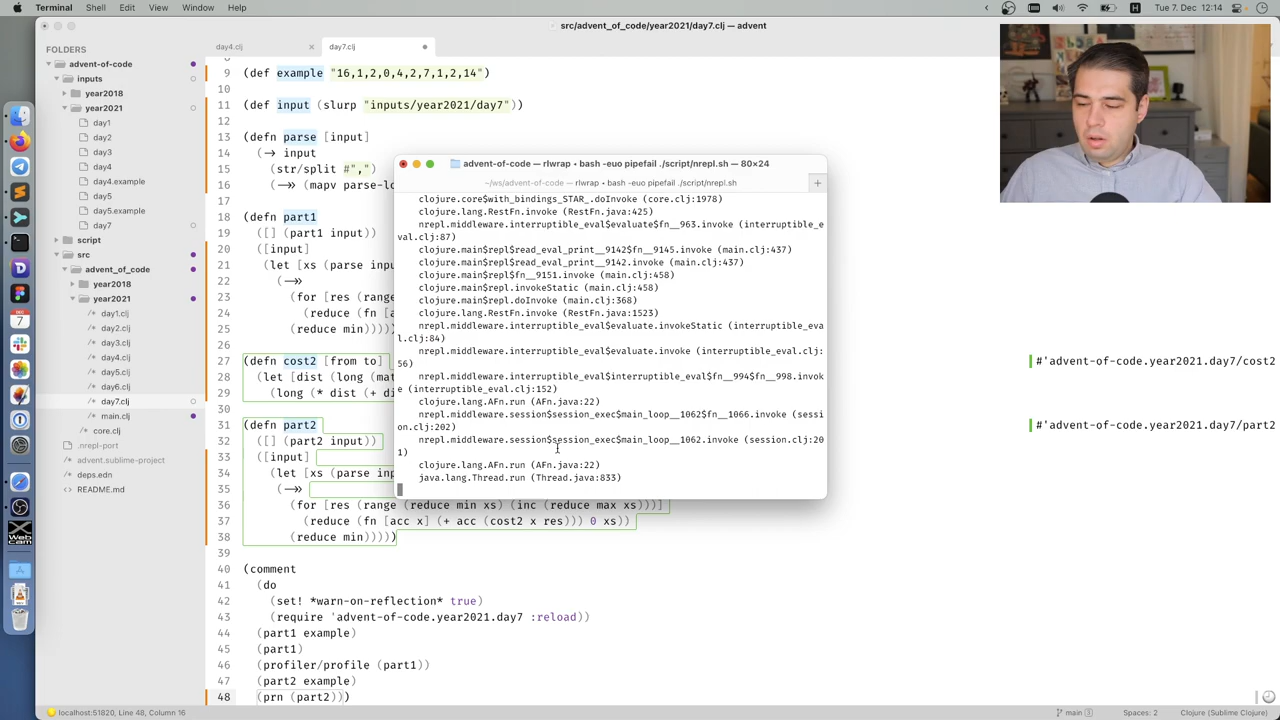 Terminal Shell Edit View Window Help
Tue 7. Dec 12:14
src/advent_of_code/year2021/day7.clj — advent
FOLDERS
advent-of-code
inputs
year2018
year2021
day1
day2
day3
day4
day4.example
day5
day5.example
day7
script
src
advent_of_code
year2018
year2021
day1.clj
day2.clj
day3.clj
day4.clj
day5.clj
day6.clj
day7.clj
main.clj
core.clj
.nrepl-port
advent.sublime-project
deps.edn
README.md
day4.clj
day7.clj
8
9 (def example "16,1,2,0,4,2,7,1,2,14")
10
11 (def input (slurp "inputs/year2021/day7"))
12
13 (defn parse [input]
14 (-> input
15 (str/split #",")
16 (->> (mapv parse-lo
17
18 (def part1
19 ([] (part1 input))
20 ([input]
21 (let [xs (parse inpu
22 (->>
23 (for [res (range
24 (reduce (fn [a
25 (reduce min)))))
26
27 (defn cost2 [from to]
28 (let [dist (long (mat
29 (long (* dist (+ di
30
31 (defn part2
32 ([] (part2 input))
33 ([input]
34 (let [xs (parse inpu
35 (->>
36 (for [res (range (reduce min xs) (inc (reduce max xs)))]
37 (reduce (fn [acc x] (+ acc (cost2 x res))) 0 xs))
38 (reduce min)))))
39
40 (comment
41 (do
42 (set! *warn-on-reflection* true)
43 (require 'advent-of-code.year2021.day7 :reload))
44 (part1 example)
45 (part1)
46 (profiler/profile (part1))
47 (part2 example)
48 (prn (part2)))
#'advent-of-code.year2021.day7/cost2
#'advent-of-code.year2021.day7/part2
advent-of-code — rlwrap • bash -euo pipefail ./script/nrepl.sh — 80×24
~/ws/advent-of-code — rlwrap • bash -euo pipefail ./script/nrepl.sh
clojure.core$with_bindings_STAR_.doInvoke (core.clj:1978)
clojure.lang.RestFn.invoke (RestFn.java:425)
nrepl.middleware.interruptible_eval$evaluate$fn__963.invoke (interruptible_e
val.clj:87)
clojure.main$repl$read_eval_print__9142$fn__9145.invoke (main.clj:437)
clojure.main$repl$read_eval_print__9142.invoke (main.clj:437)
clojure.main$repl$fn__9151.invoke (main.clj:458)
clojure.main$repl.invokeStatic (main.clj:458)
clojure.main$repl.doInvoke (main.clj:368)
clojure.lang.RestFn.invoke (RestFn.java:1523)
nrepl.middleware.interruptible_eval$evaluate.invokeStatic (interruptible_eva
l.clj:84)
nrepl.middleware.interruptible_eval$evaluate.invoke (interruptible_eval.clj:
56)
nrepl.middleware.interruptible_eval$interruptible_eval$fn__994$fn__998.invok
e (interruptible_eval.clj:152)
clojure.lang.AFn.run (AFn.java:22)
nrepl.middleware.session$session_exec$main_loop__1062$fn__1066.invoke (sessi
on.clj:202)
nrepl.middleware.session$session_exec$main_loop__1062.invoke (session.clj:20
1)
clojure.lang.AFn.run (AFn.java:22)
java.lang.Thread.run (Thread.java:833)
localhost:51820, Line 48, Column 16
main 3
Spaces: 2
Clojure (Sublime Clojure)